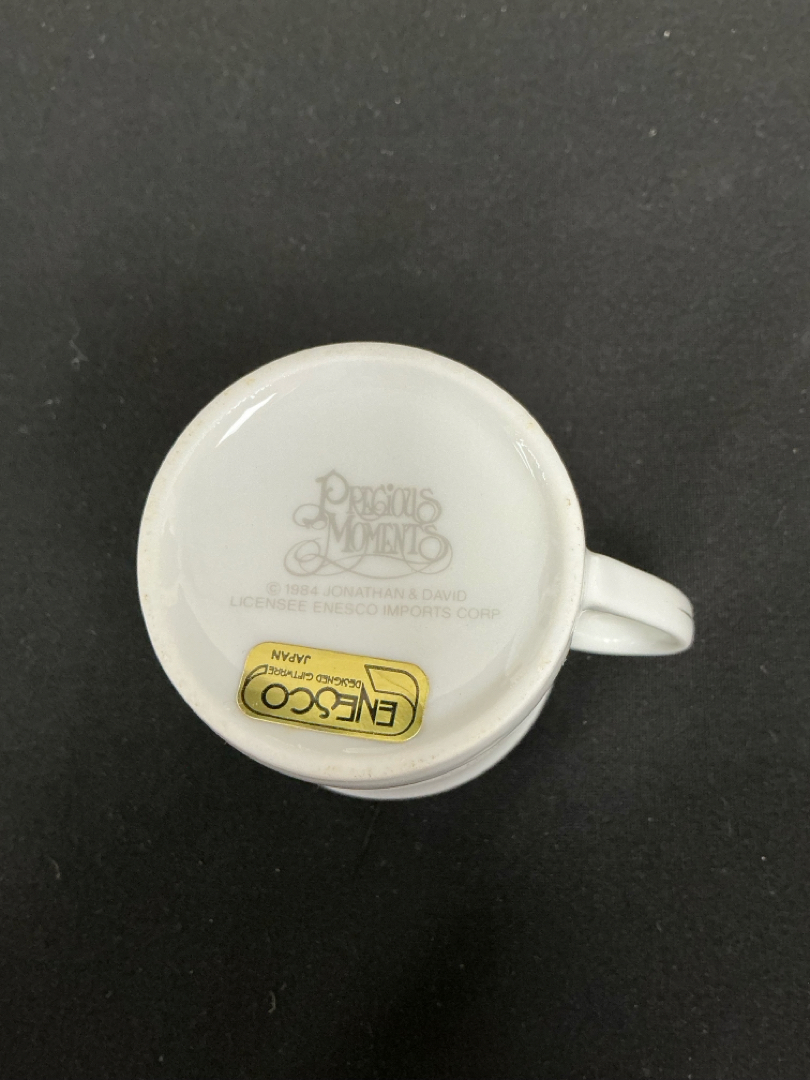 PRECIOUS
MOMENTS
© 1984 JONATHAN & DAVID
LICENSEE ENESCO IMPORTS CORP
ENESCO
DESIGNED GIFTWARE
JAPAN